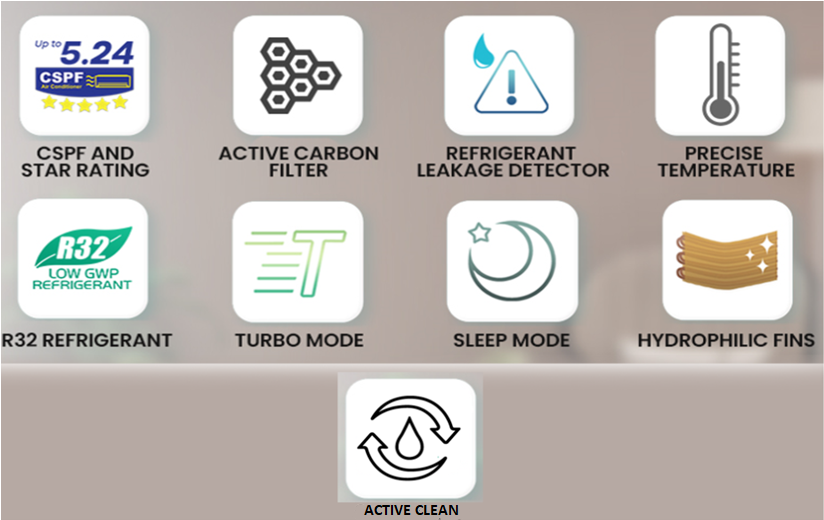 Up to 5.24
CSPF
Air Conditioner
CSPF AND
STAR RATING
ACTIVE CARBON
FILTER
REFRIGERANT
LEAKAGE DETECTOR
PRECISE
TEMPERATURE
R32
LOW GWP
REFRIGERANT
R32 REFRIGERANT
T
TURBO MODE
SLEEP MODE
HYDROPHILIC FINS
ACTIVE CLEAN